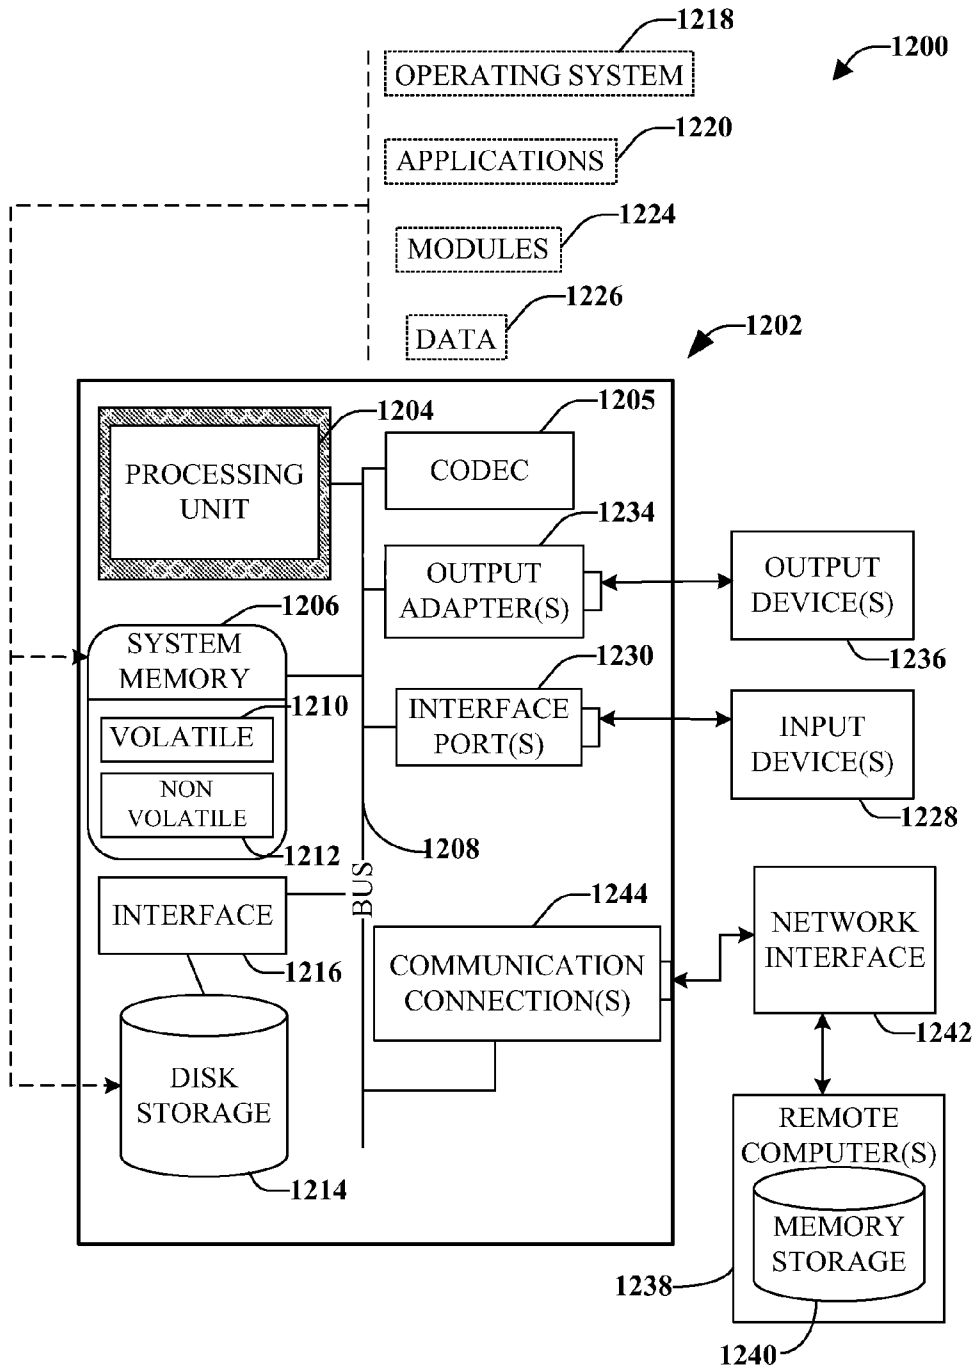 1218
1200
OPERATING SYSTEM
1220
APPLICATIONS
1224
MODULES
1226
DATA
1202
1204
1205
PROCESSING
UNIT
CODEC
1234
OUTPUT
ADAPTER(S)
OUTPUT
DEVICE(S)
1236
1206
SYSTEM
MEMORY
1210
VOLATILE
NON
VOLATILE
1212
1230
INTERFACE
PORT(S)
INPUT
DEVICE(S)
1228
1208
BUS
INTERFACE
1216
1244
COMMUNICATION
CONNECTION(S)
NETWORK
INTERFACE
1242
DISK
STORAGE
1214
REMOTE
COMPUTER(S)
MEMORY
STORAGE
1238
1240